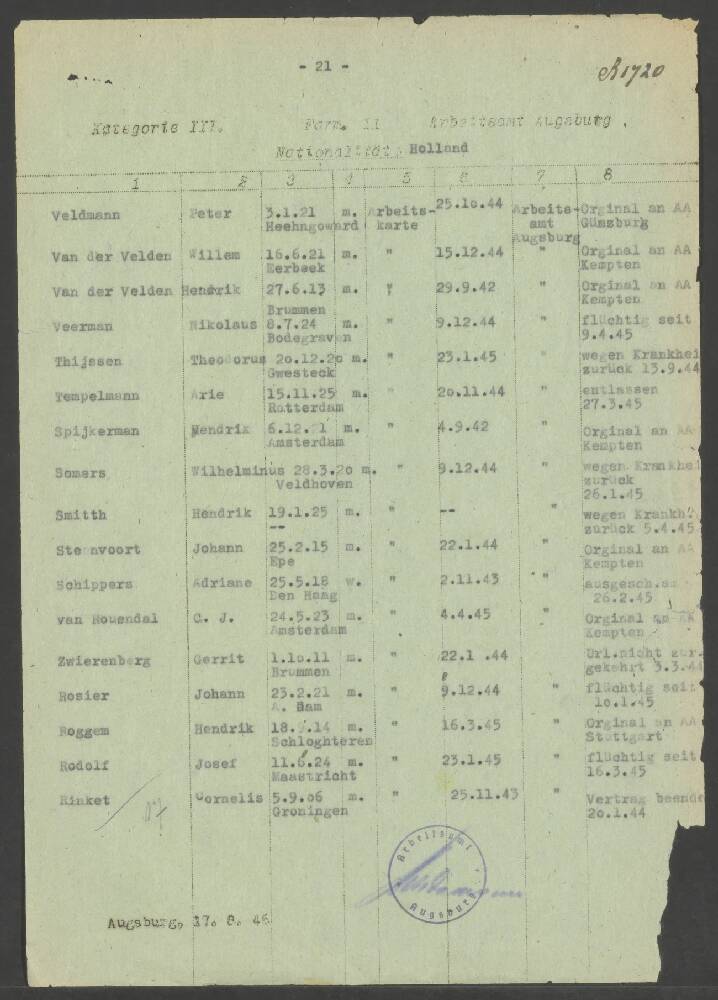 - 21 -
R1720
Kategorie III. Form. II Arbeitsamt Augsburg.
Nationalität: Holland
1 2 3 4 5 6 7 8
Veldmann Peter 3.1.21 m. Arbeits- 25.10.44 Arbeits- Orginal an AA
Heehngoward karte amt Günzburg
Augsburg
Van der Velden Willem 16.6.21 m. " 15.12.44 " Orginal an AA
Eerbeek Kempten
Van der Velden Hendrik 27.6.13 m. " 29.9.42 " Orginal an AA
Brummen Kempten
Veerman Nikolaus 8.7.24 m. " 9.12.44 " flüchtig seit
Bodegraven 9.4.45
Thijssen Theodorus 20.12.20 m. " 23.1.45 " wegen Krankhei
Gwesteck zurück 13.9.44
Tempelmann Arie 15.11.25 m. " 20.11.44 " entlassen
Rotterdam 27.3.45
Spijkerman Hendrik 6.12.21 m. " 4.9.42 " Orginal an AA
Amsterdam Kempten
Somers Wilhelminus 28.3.20 m. " 9.12.44 " wegen Krankhei
Veldhoven zurück
26.1.45
Smitth Hendrik 19.1.25 m. " -- " wegen Krankh
-- zurück 5.4.45
Steenvoort Johann 25.2.15 m. " 22.1.44 " Orginal an AA
Epe Kempten
Schippers Adriane 25.5.18 w. " 2.11.43 " ausgesch.am
Den Haag 26.2.45
van Rouendal C. J. 24.5.23 m. " 4.4.45 " Orginal an AA
Amsterdam Kempten
Zwierenberg Gerrit 1.10.11 m. " 22.1 .44 " Url.nicht zur.
Brummen gekehrt 3.3.44
Rosier Johann 23.2.21 m. " 9.12.44 " flüchtig seit
A. Dam 10.1.45
Roggem Hendrik 18. .14 m. " 16.3.45 " Orginal an AA
Schloghteren Stuttgart
Rodolf Josef 11.6.24 m. " 23.1.45 " flüchtig seit
Maastricht 16.3.45
Rinket Cornelis 5.9.06 m. " 25.11.43 " Vertrag beende
Groningen 20.1.44
Arbeitsamt
Augsburg
Augsburg, 17. 8. 46